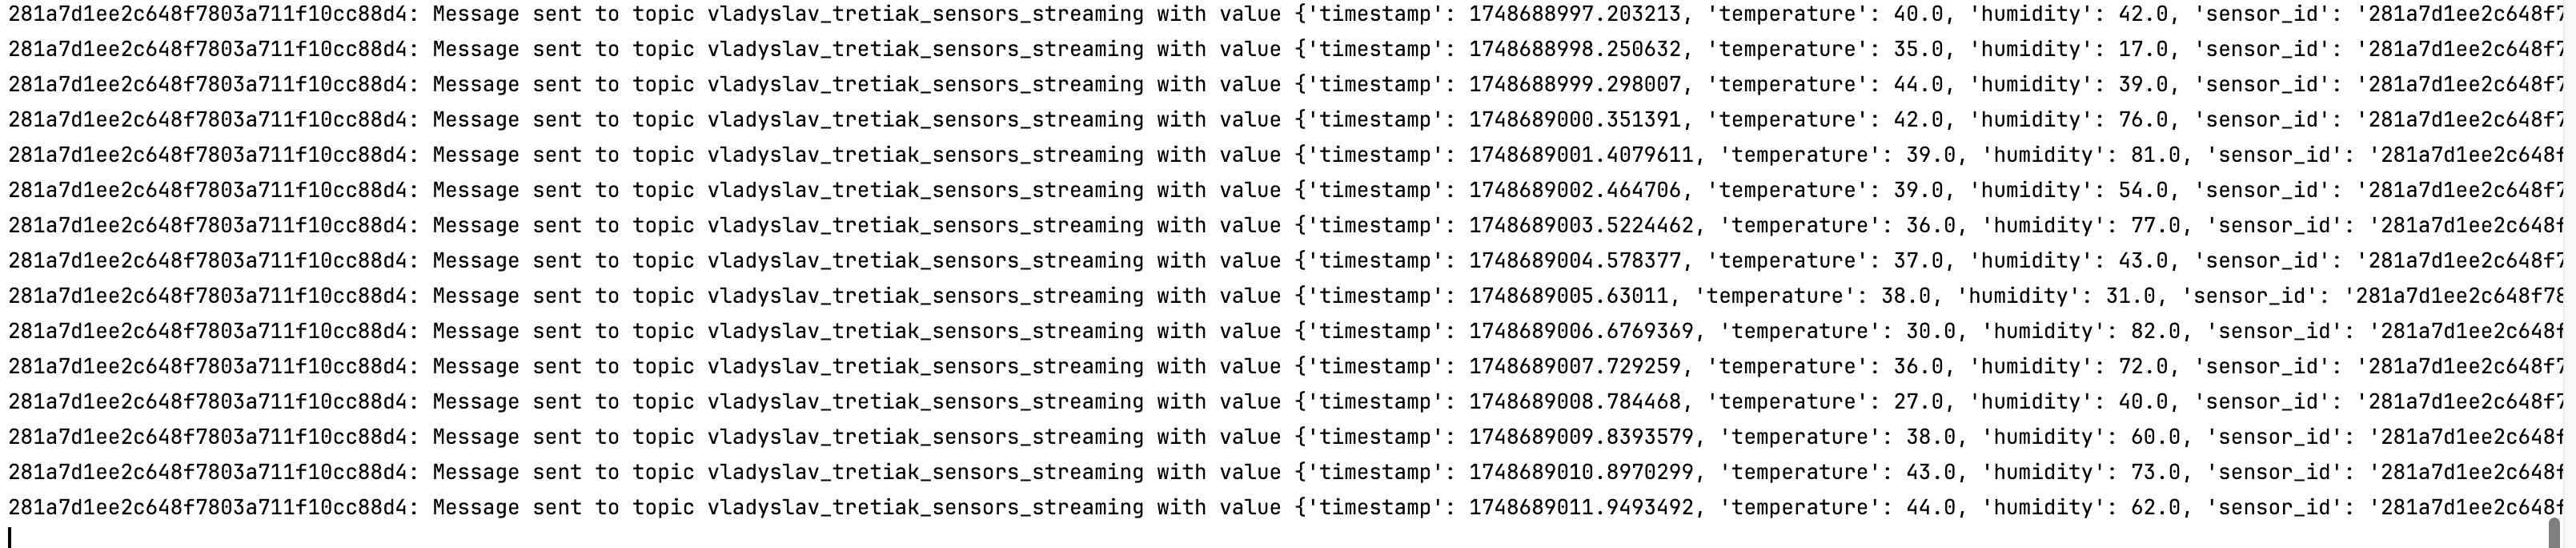 281a7d1ee2c648f7803a711f10cc88d4: Message sent to topic vladyslav_tretiak_sensors_streaming with value {'timestamp': 1748688997.203213, 'temperature': 40.0, 'humidity': 42.0, 'sensor_id': '281a7d1ee2c648f7
281a7d1ee2c648f7803a711f10cc88d4: Message sent to topic vladyslav_tretiak_sensors_streaming with value {'timestamp': 1748688998.250632, 'temperature': 35.0, 'humidity': 17.0, 'sensor_id': '281a7d1ee2c648f7
281a7d1ee2c648f7803a711f10cc88d4: Message sent to topic vladyslav_tretiak_sensors_streaming with value {'timestamp': 1748688999.298007, 'temperature': 44.0, 'humidity': 39.0, 'sensor_id': '281a7d1ee2c648f7
281a7d1ee2c648f7803a711f10cc88d4: Message sent to topic vladyslav_tretiak_sensors_streaming with value {'timestamp': 1748689000.351391, 'temperature': 42.0, 'humidity': 76.0, 'sensor_id': '281a7d1ee2c648f7
281a7d1ee2c648f7803a711f10cc88d4: Message sent to topic vladyslav_tretiak_sensors_streaming with value {'timestamp': 1748689001.4079611, 'temperature': 39.0, 'humidity': 81.0, 'sensor_id': '281a7d1ee2c648f
281a7d1ee2c648f7803a711f10cc88d4: Message sent to topic vladyslav_tretiak_sensors_streaming with value {'timestamp': 1748689002.464706, 'temperature': 39.0, 'humidity': 54.0, 'sensor_id': '281a7d1ee2c648f7
281a7d1ee2c648f7803a711f10cc88d4: Message sent to topic vladyslav_tretiak_sensors_streaming with value {'timestamp': 1748689003.5224462, 'temperature': 36.0, 'humidity': 77.0, 'sensor_id': '281a7d1ee2c648f
281a7d1ee2c648f7803a711f10cc88d4: Message sent to topic vladyslav_tretiak_sensors_streaming with value {'timestamp': 1748689004.578377, 'temperature': 37.0, 'humidity': 43.0, 'sensor_id': '281a7d1ee2c648f7
281a7d1ee2c648f7803a711f10cc88d4: Message sent to topic vladyslav_tretiak_sensors_streaming with value {'timestamp': 1748689005.63011, 'temperature': 38.0, 'humidity': 31.0, 'sensor_id': '281a7d1ee2c648f78
281a7d1ee2c648f7803a711f10cc88d4: Message sent to topic vladyslav_tretiak_sensors_streaming with value {'timestamp': 1748689006.6769369, 'temperature': 30.0, 'humidity': 82.0, 'sensor_id': '281a7d1ee2c648f
281a7d1ee2c648f7803a711f10cc88d4: Message sent to topic vladyslav_tretiak_sensors_streaming with value {'timestamp': 1748689007.729259, 'temperature': 36.0, 'humidity': 72.0, 'sensor_id': '281a7d1ee2c648f7
281a7d1ee2c648f7803a711f10cc88d4: Message sent to topic vladyslav_tretiak_sensors_streaming with value {'timestamp': 1748689008.784468, 'temperature': 27.0, 'humidity': 40.0, 'sensor_id': '281a7d1ee2c648f7
281a7d1ee2c648f7803a711f10cc88d4: Message sent to topic vladyslav_tretiak_sensors_streaming with value {'timestamp': 1748689009.8393579, 'temperature': 38.0, 'humidity': 60.0, 'sensor_id': '281a7d1ee2c648f
281a7d1ee2c648f7803a711f10cc88d4: Message sent to topic vladyslav_tretiak_sensors_streaming with value {'timestamp': 1748689010.8970299, 'temperature': 43.0, 'humidity': 73.0, 'sensor_id': '281a7d1ee2c648f
281a7d1ee2c648f7803a711f10cc88d4: Message sent to topic vladyslav_tretiak_sensors_streaming with value {'timestamp': 1748689011.9493492, 'temperature': 44.0, 'humidity': 62.0, 'sensor_id': '281a7d1ee2c648f